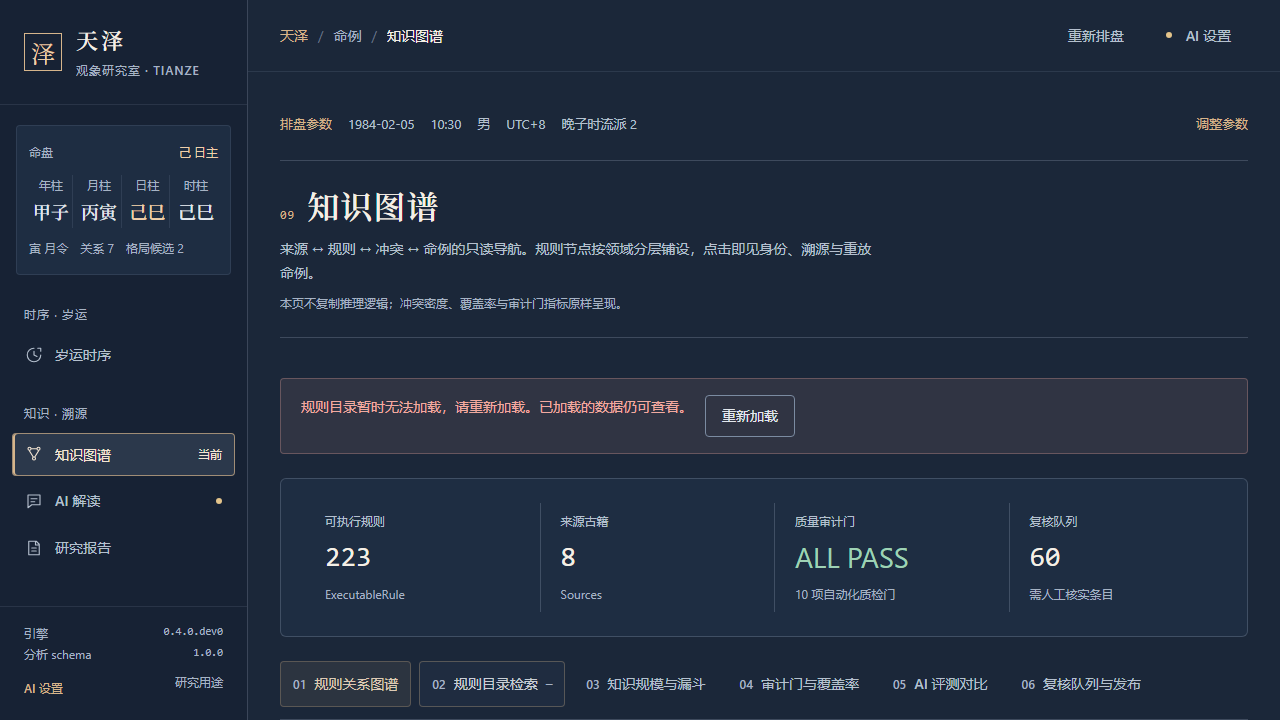 泽
天泽
观象研究室 · TIANZE
命盘 己 日主
年柱 月柱 日柱 时柱
甲子 丙寅 己巳 己巳
寅 月令 关系 7 格局候选 2
时序 · 岁运
岁运时序
知识 · 溯源
知识图谱 当前
AI 解读
研究报告
引擎 0.4.0.dev0
分析 schema 1.0.0
AI 设置 研究用途
天泽 / 命例 / 知识图谱
重新排盘 AI 设置
排盘参数 1984-02-05 10:30 男 UTC+8 晚子时流派 2 调整参数
09 知识图谱
来源 ↔ 规则 ↔ 冲突 ↔ 命例的只读导航。规则节点按领域分层铺设，点击即见身份、溯源与重放
命例。
本页不复制推理逻辑；冲突密度、覆盖率与审计门指标原样呈现。
规则目录暂时无法加载，请重新加载。已加载的数据仍可查看。 重新加载
可执行规则 来源古籍 质量审计门 复核队列
223 8 ALL PASS 60
ExecutableRule Sources 10 项自动化质检门 需人工核实条目
01 规则关系图谱 02 规则目录检索 – 03 知识规模与漏斗 04 审计门与覆盖率 05 AI 评测对比 06 复核队列与发布